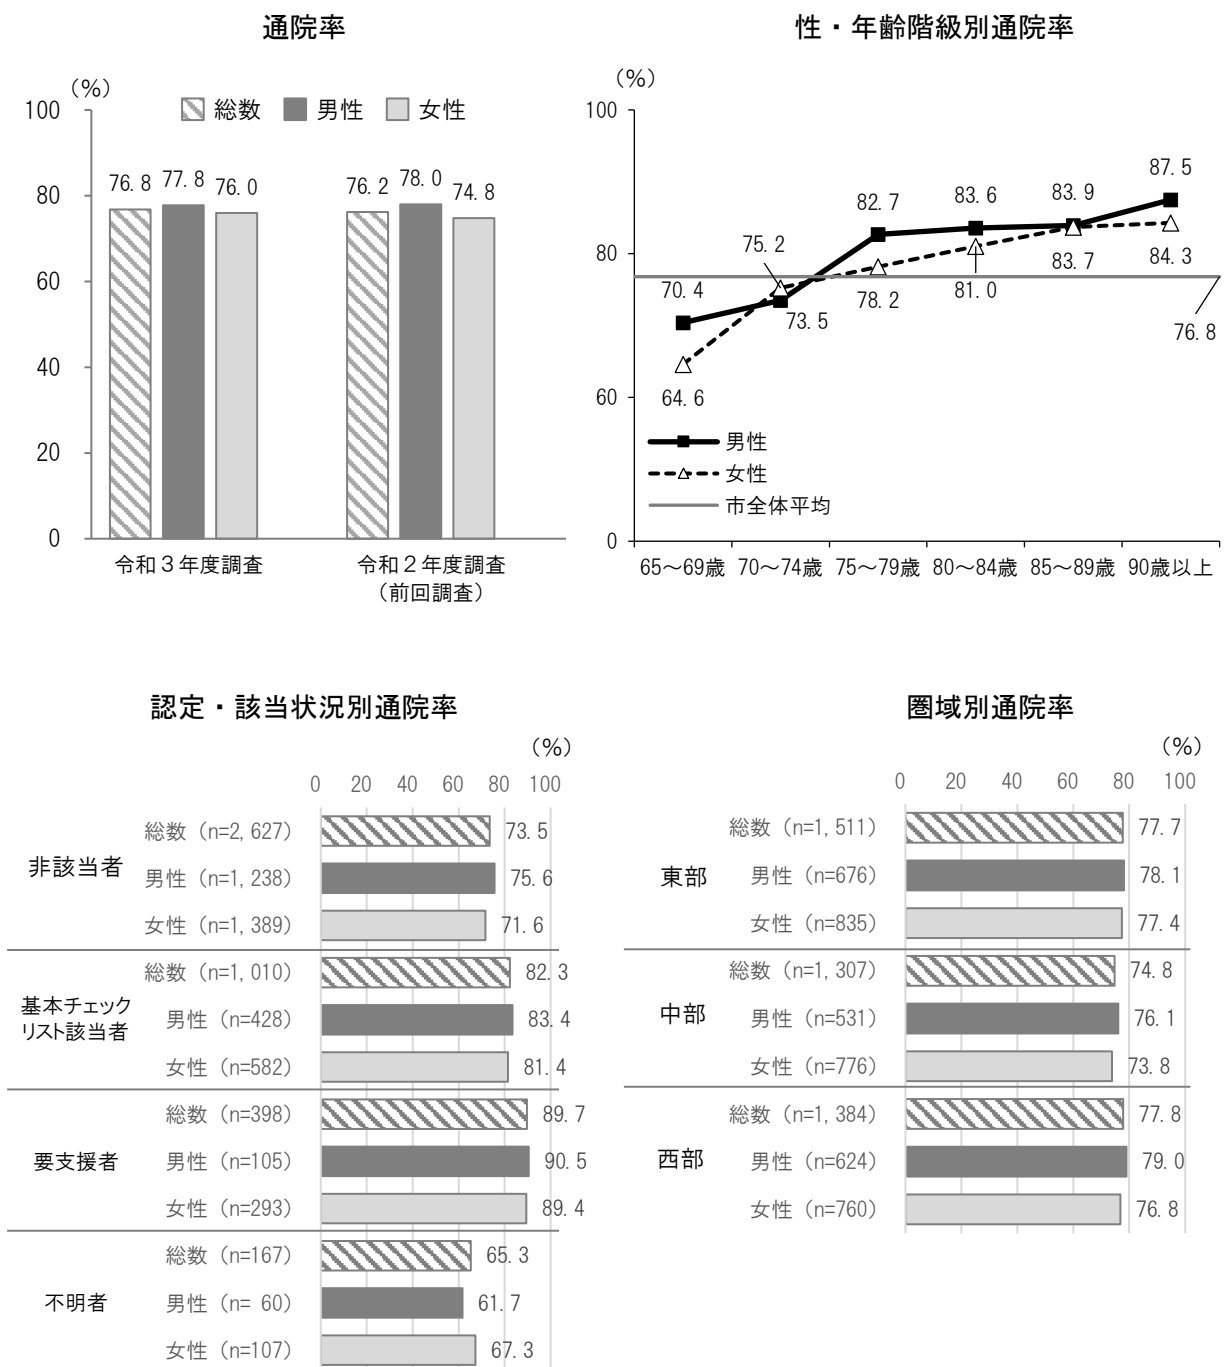 通院率
(%)
総数 男性 女性
100
80
60
40
20
0
76.8 77.8 76.0
76.2 78.0 74.8
令和3年度調査 令和2年度調査
(前回調査)
性・年齢階級別通院率
(%)
100
80
60
0
87.5
82.7 83.6 83.9
75.2
70.4 73.5 78.2 81.0 83.7 84.3
76.8
64.6
男性
女性
市全体平均
65~69歳 70~74歳 75~79歳 80~84歳 85~89歳 90歳以上
認定・該当状況別通院率
(%)
0 20 40 60 80 100
非該当者
総数(n=2,627) 73.5
男性(n=1,238) 75.6
女性(n=1,389) 71.6
基本チェック
リスト該当者
総数(n=1,010) 82.3
男性(n=428) 83.4
女性(n=582) 81.4
要支援者
総数(n=398) 89.7
男性(n=105) 90.5
女性(n=293) 89.4
不明者
総数(n=167) 65.3
男性(n= 60) 61.7
女性(n=107) 67.3
圏域別通院率
(%)
0 20 40 60 80 100
東部
総数(n=1,511) 77.7
男性(n=676) 78.1
女性(n=835) 77.4
中部
総数(n=1,307) 74.8
男性(n=531) 76.1
女性(n=776) 73.8
西部
総数(n=1,384) 77.8
男性(n=624) 79.0
女性(n=760) 76.8